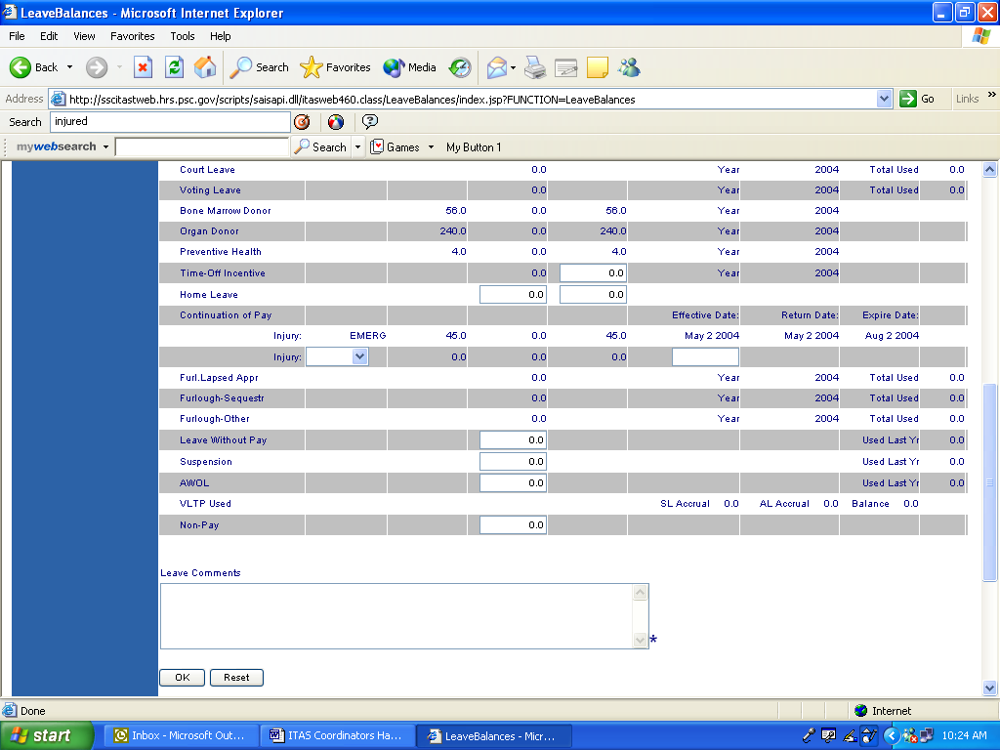 LeaveBalances - Microsoft Internet Explorer
File Edit View Favorites Tools Help
Back Search Favorites Media
Address http://sscitastweb.hrs.psc.gov/scripts/saisapi.dll/itasweb460.class/LeaveBalances/index.jsp?FUNCTION=LeaveBalances Go Links »
Search injured
mywebsearch Search Games My Button 1
Court Leave 0.0 Year 2004 Total Used 0.0
Voting Leave 0.0 Year 2004 Total Used 0.0
Bone Marrow Donor 56.0 0.0 56.0 Year 2004
Organ Donor 240.0 0.0 240.0 Year 2004
Preventive Health 4.0 0.0 4.0 Year 2004
Time-Off Incentive 0.0 0.0 Year 2004
Home Leave 0.0 0.0
Continuation of Pay Effective Date: Return Date: Expire Date:
Injury: EMERG 45.0 0.0 45.0 May 2 2004 May 2 2004 Aug 2 2004
Injury: 0.0 0.0 0.0
Furl.Lapsed Appr 0.0 Year 2004 Total Used 0.0
Furlough-Sequestr 0.0 Year 2004 Total Used 0.0
Furlough-Other 0.0 Year 2004 Total Used 0.0
Leave Without Pay 0.0 Used Last Yr 0.0
Suspension 0.0 Used Last Yr 0.0
AWOL 0.0 Used Last Yr 0.0
VLTP Used SL Accrual 0.0 AL Accrual 0.0 Balance 0.0
Non-Pay 0.0
Leave Comments
*
OK Reset
Done Internet
start Inbox - Microsoft Out... ITAS Coordinators Ha... LeaveBalances - Micr... 10:24 AM